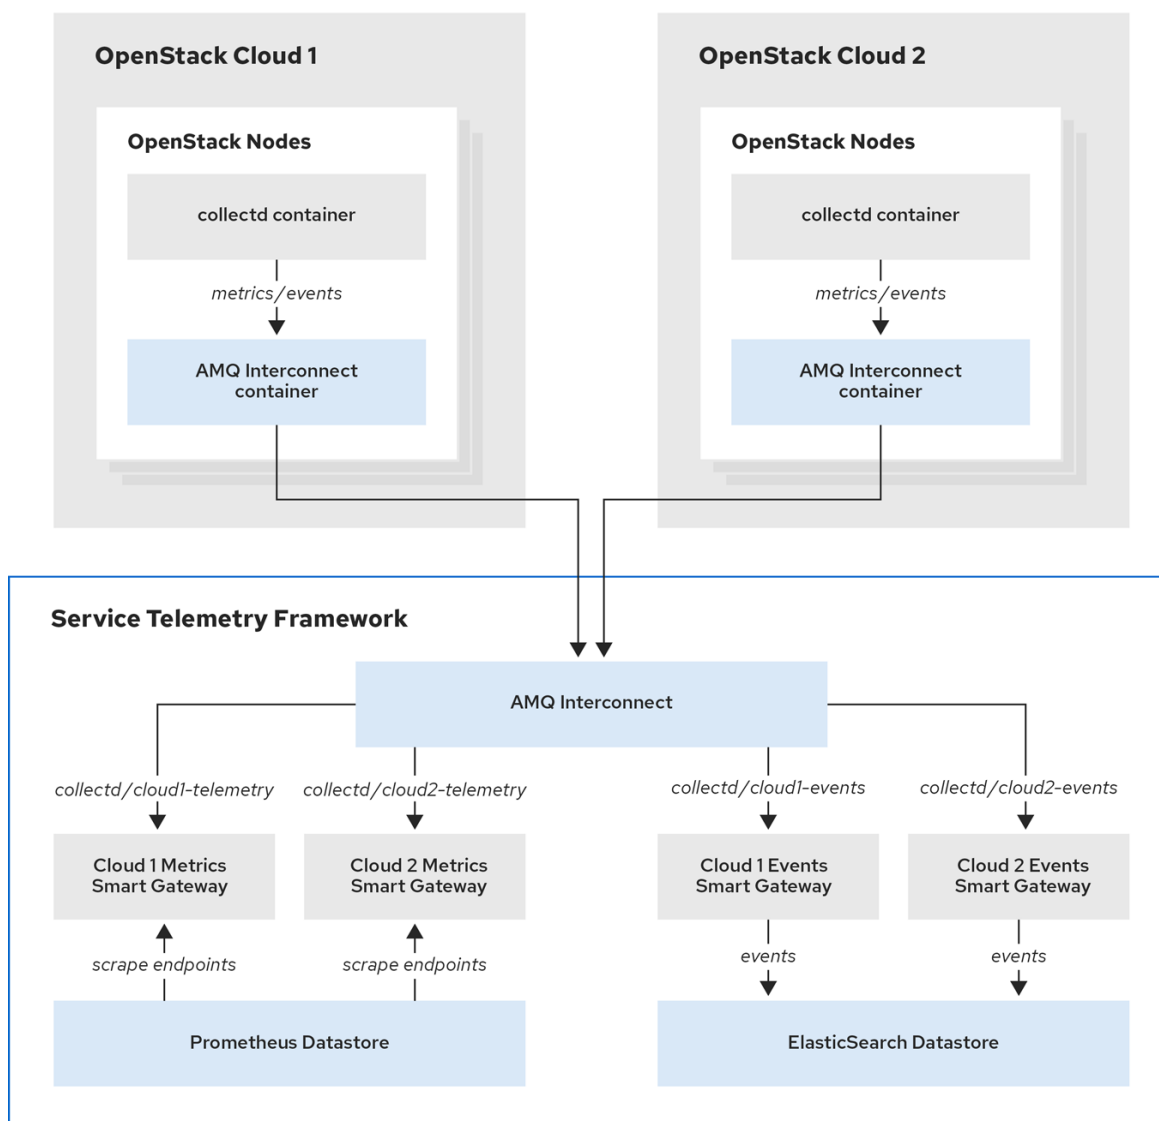 OpenStack Cloud 1
OpenStack Nodes
collectd container
metrics/events
AMQ Interconnect
container
OpenStack Cloud 2
OpenStack Nodes
collectd container
metrics/events
AMQ Interconnect
container
Service Telemetry Framework
AMQ Interconnect
collectd/cloud1-telemetry
collectd/cloud2-telemetry
collectd/cloud1-events
collectd/cloud2-events
Cloud 1 Metrics
Smart Gateway
Cloud 2 Metrics
Smart Gateway
Cloud 1 Events
Smart Gateway
Cloud 2 Events
Smart Gateway
scrape endpoints
scrape endpoints
events
events
Prometheus Datastore
ElasticSearch Datastore